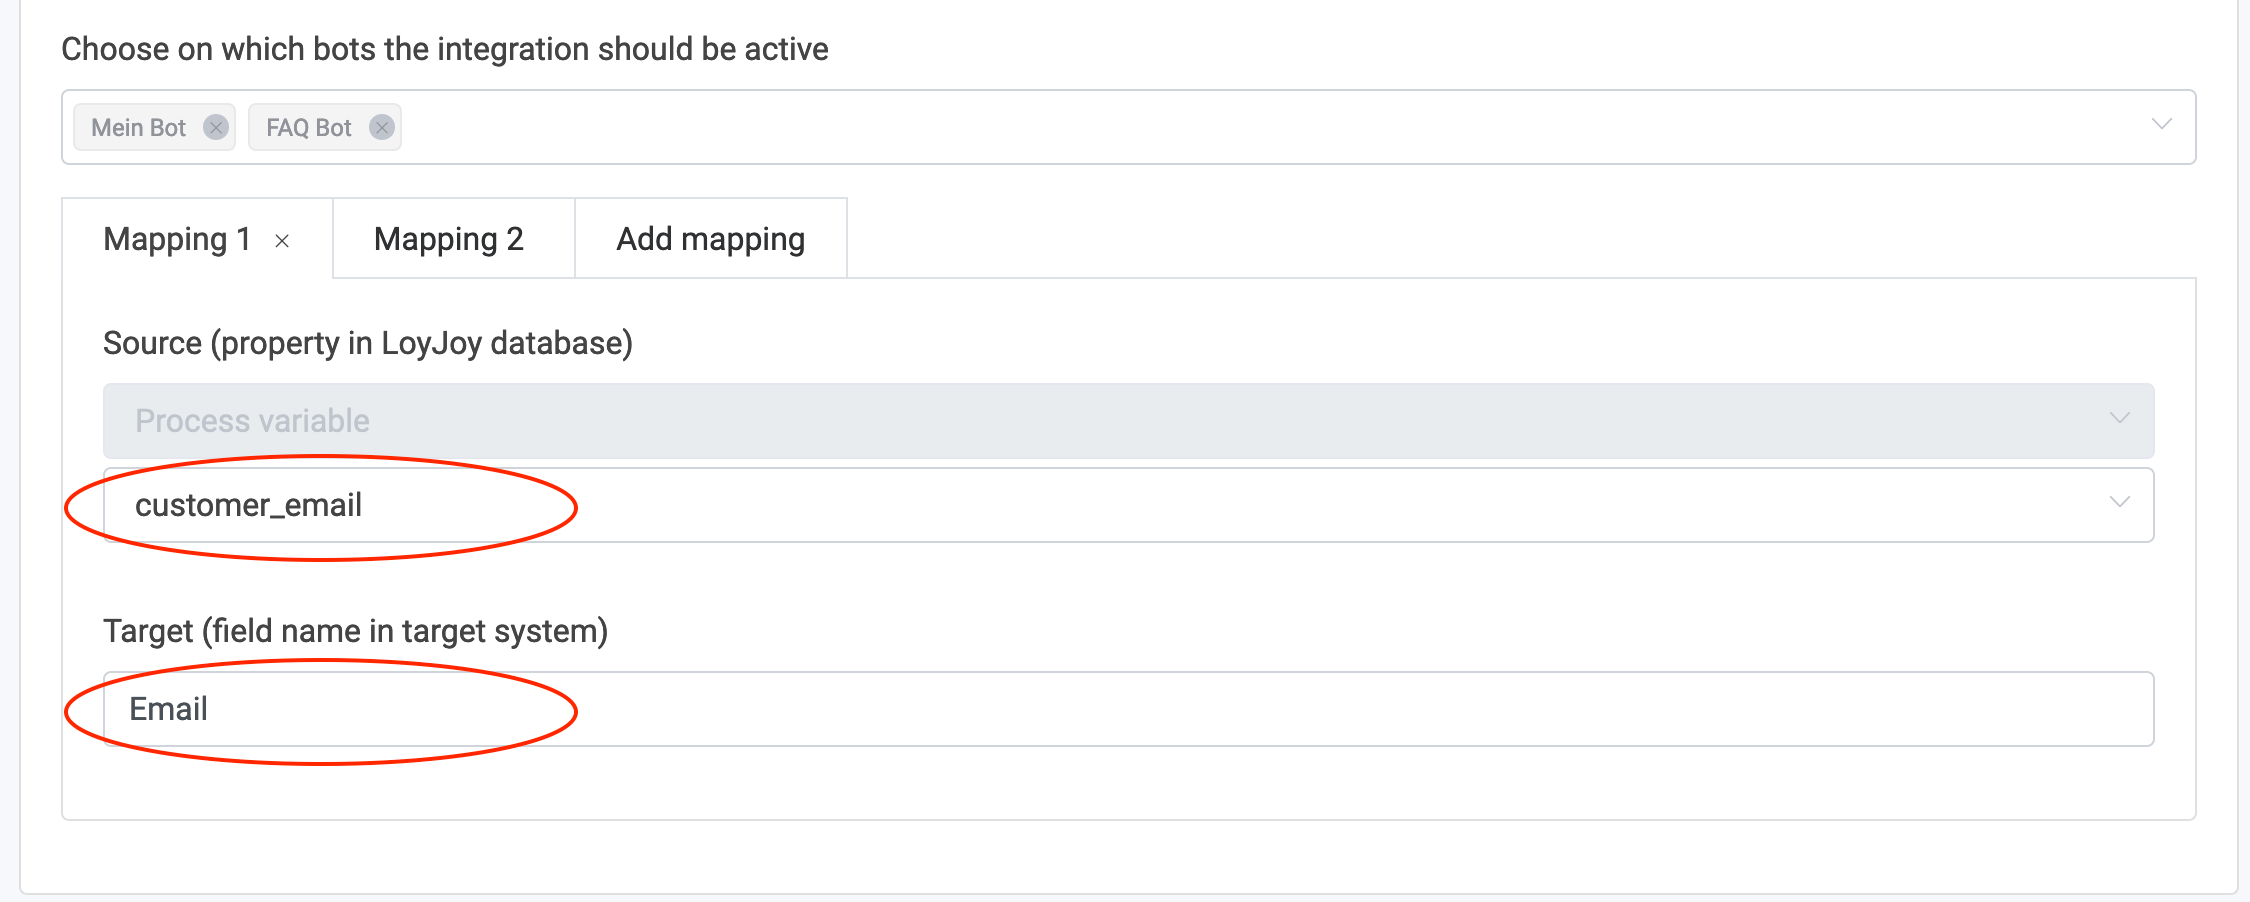 Choose on which bots the integration should be active
Mein Bot FAQ Bot
Mapping 1 Mapping 2 Add mapping
Source (property in LoyJoy database)
Process variable
customer_email
Target (field name in target system)
Email